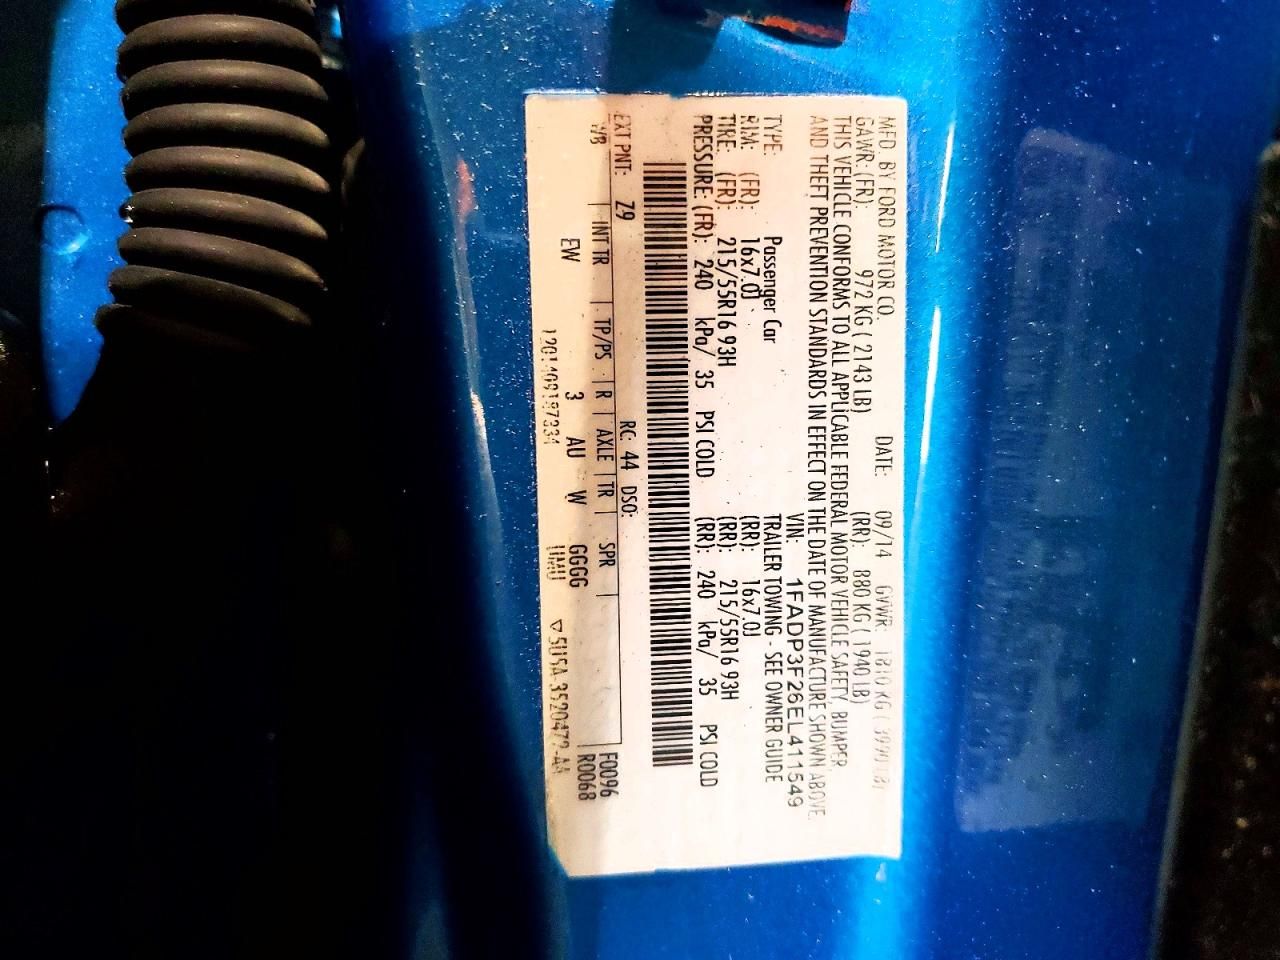 MFD. BY FORD MOTOR CO.
DATE: 09/14 GVWR: 1810 KG ( 3990 LB)
GAWR: (FR): 972 KG ( 2143 LB) (RR): 880 KG ( 1940 LB)
THIS VEHICLE CONFORMS TO ALL APPLICABLE FEDERAL MOTOR VEHICLE SAFETY, BUMPER,
AND THEFT PREVENTION STANDARDS IN EFFECT ON THE DATE OF MANUFACTURE SHOWN ABOVE.
VIN: 1FADP3F26EL411549
TYPE: Passenger Car TRAILER TOWING - SEE OWNER GUIDE
RIM: (FR): 16x7.0J (RR): 16x7.0J
TIRE: (FR): 215/55R16 93H (RR): 215/55R16 93H
PRESSURE: (FR): 240 kPa/ 35 PSI COLD (RR): 240 kPa/ 35 PSI COLD
EXT PNT: Z9 RC: 44 DSO: F0096
WB INT TR TP/PS R AXLE TR SPR R0068
EW 3 AU W GGGG
UMU ▽5U5A-3520472-AA